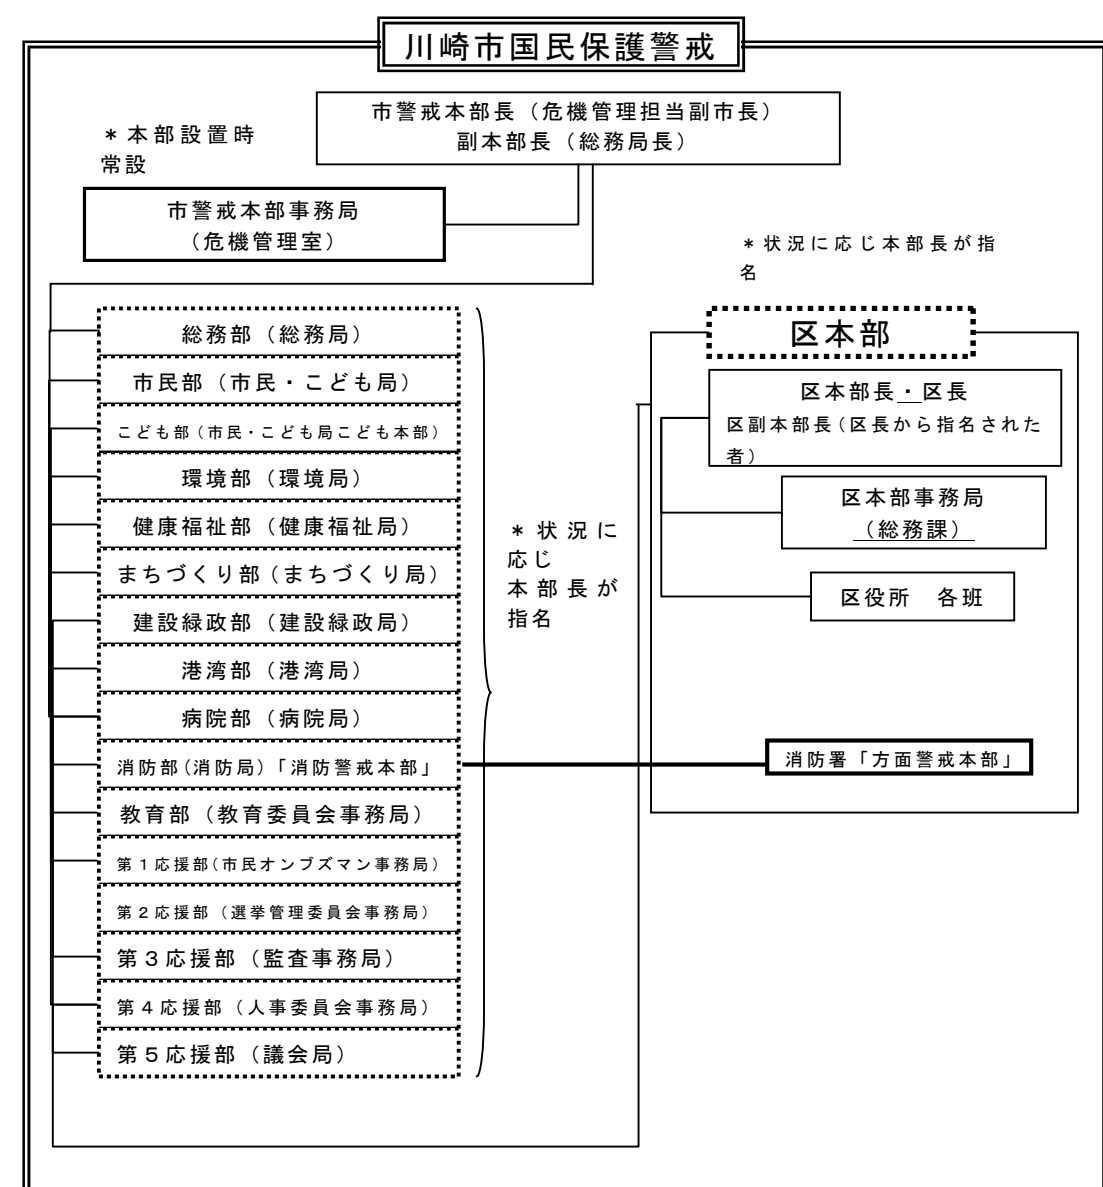 川崎市国民保護警戒
市警戒本部長（危機管理担当副市長）
副本部長（総務局長）
＊本部設置時
常設
市警戒本部事務局
（危機管理室）
＊状況に応じ本部長が指
名
総務部（総務局）
市民部（市民・こども局）
こども部（市民・こども局こども本部）
環境部（環境局）
健康福祉部（健康福祉局）
まちづくり部（まちづくり局）
建設緑政部（建設緑政局）
港湾部（港湾局）
病院部（病院局）
消防部（消防局）「消防警戒本部」
教育部（教育委員会事務局）
第１応援部（市民オンブズマン事務局）
第２応援部（選挙管理委員会事務局）
第３応援部（監査事務局）
第４応援部（人事委員会事務局）
第５応援部（議会局）
＊状況に
応じ
本部長が
指名
区本部
区本部長・区長
区副本部長（区長から指名された
者）
区本部事務局
（総務課）
区役所　各班
消防署「方面警戒本部」